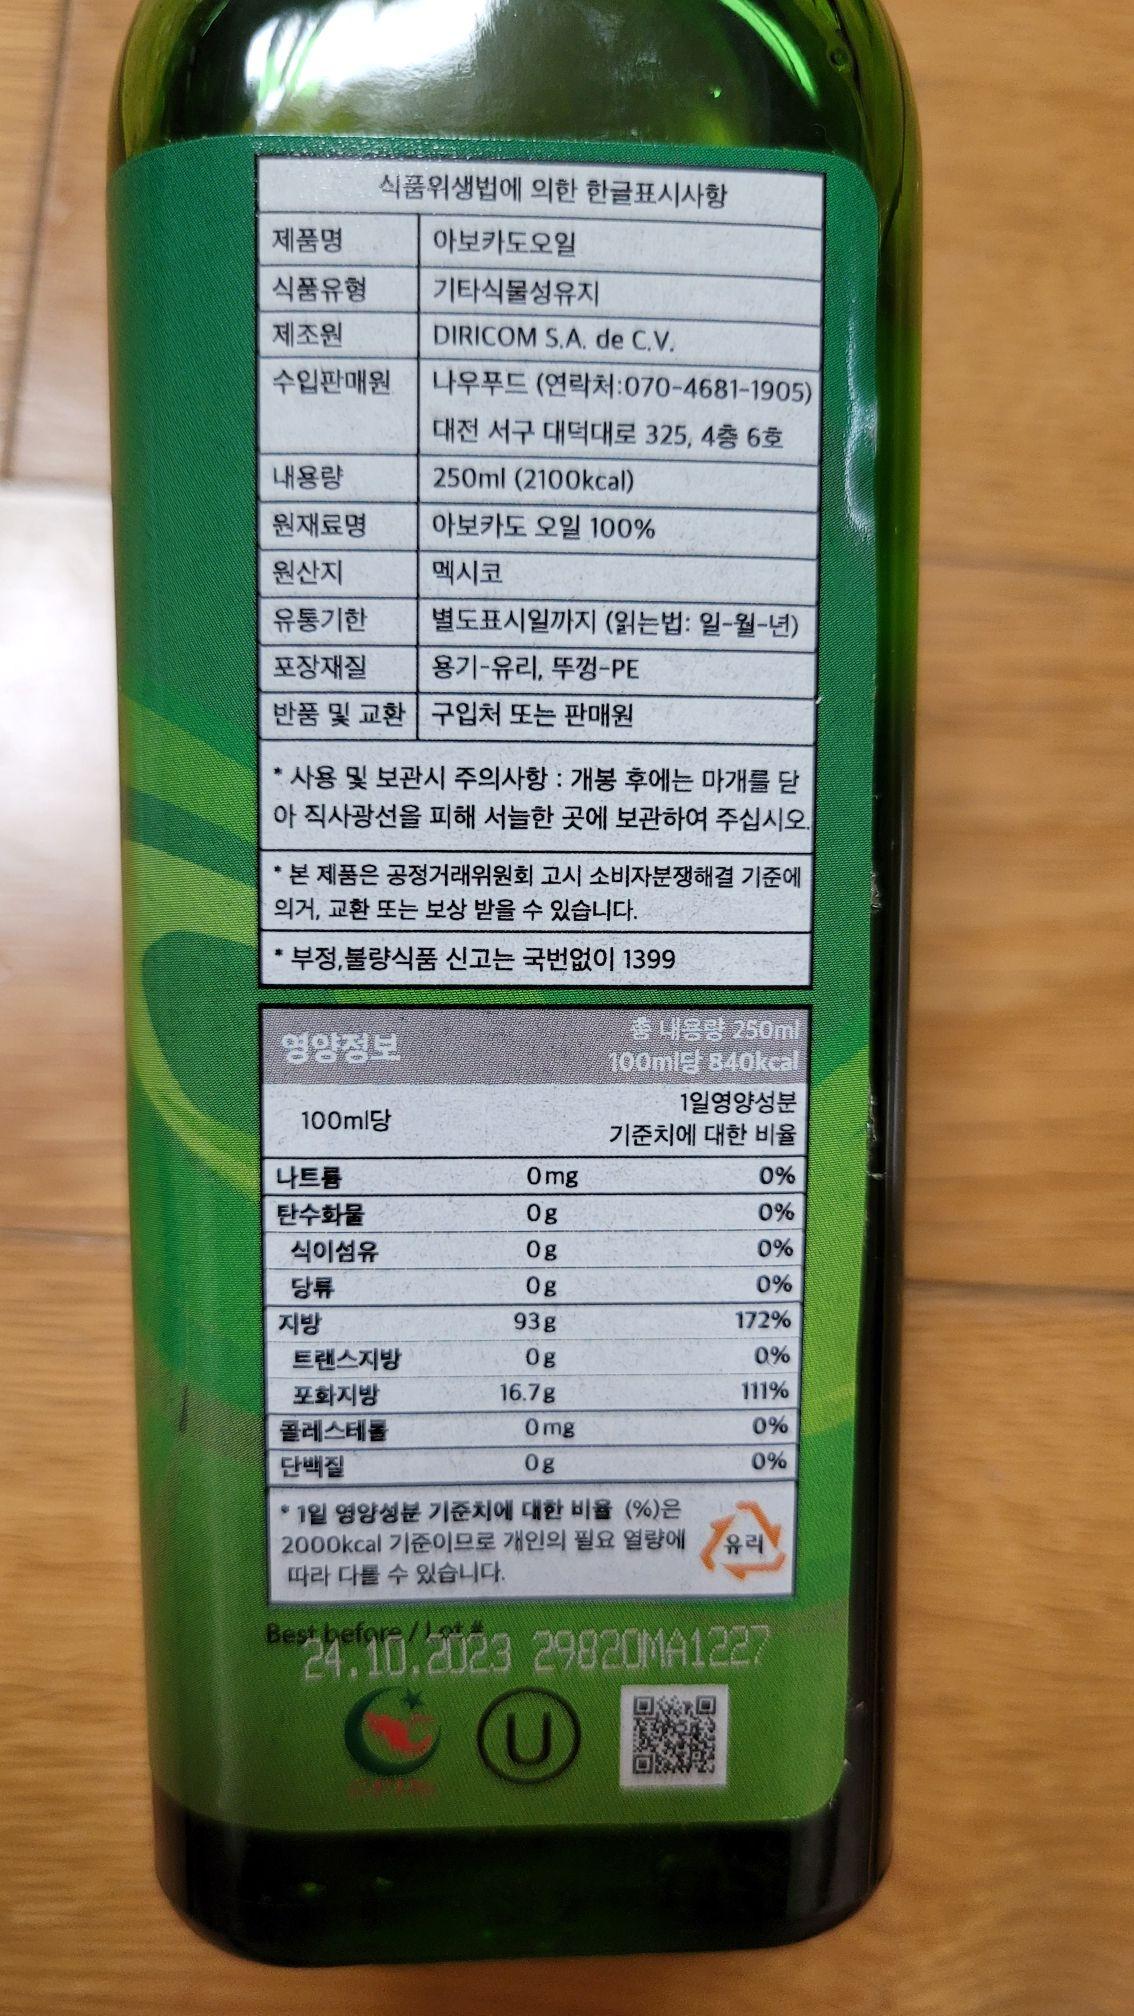 식품위생법에 의한 한글표시사항
제품명 아보카도오일
식품유형 기타식물성유지
제조원 DIRICOM S.A. de C.V.
수입판매원 나우푸드 (연락처:070-4681-1905)
대전 서구 대덕대로 325, 4층 6호
내용량 250ml (2100kcal)
원재료명 아보카도 오일 100%
원산지 멕시코
유통기한 별도표시일까지 (읽는법: 일-월-년)
포장재질 용기-유리, 뚜껑-PE
반품 및 교환 구입처 또는 판매원
* 사용 및 보관시 주의사항 : 개봉 후에는 마개를 닫
아 직사광선을 피해 서늘한 곳에 보관하여 주십시오.
* 본 제품은 공정거래위원회 고시 소비자분쟁해결 기준에
의거, 교환 또는 보상 받을 수 있습니다.
* 부정,불량식품 신고는 국번없이 1399
영양정보 총 내용량 250ml
100ml당 840kcal
100ml당 1일영양성분
기준치에 대한 비율
나트륨 0mg 0%
탄수화물 0g 0%
식이섬유 0g 0%
당류 0g 0%
지방 93g 172%
트랜스지방 0g 0%
포화지방 16.7g 111%
콜레스테롤 0mg 0%
단백질 0g 0%
* 1일 영양성분 기준치에 대한 비율 (%)은
2000kcal 기준이므로 개인의 필요 열량에
따라 다를 수 있습니다.
유리
Best before / Lot #
24.10.2023 29820MA1227
U